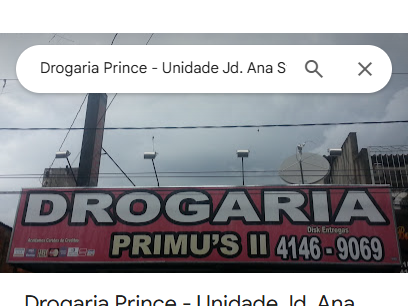 Drogaria Prince - Unidade Jd. Ana S
DROGARIA
Disk-Entregas
PRIMU'S II 4146-9069
Drogaria Prince - Unidade Jd. Ana